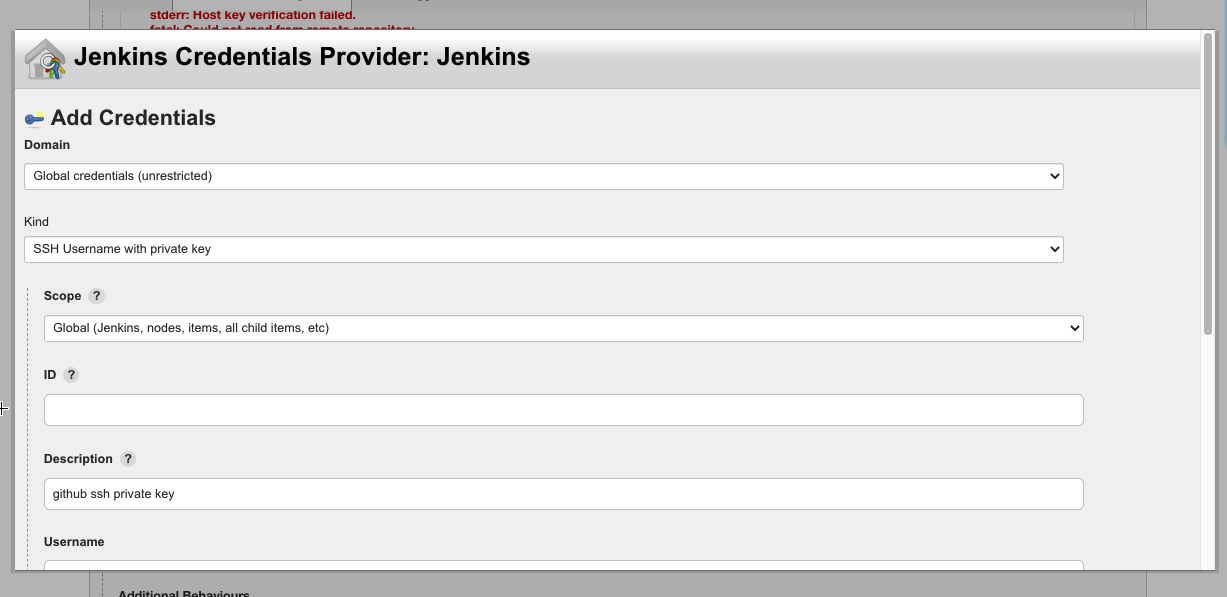 stderr: Host key verification failed.
fatal: Could not read from remote repository
Jenkins Credentials Provider: Jenkins
Add Credentials
Domain
Global credentials (unrestricted)
Kind
SSH Username with private key
Scope ?
Global (Jenkins, nodes, items, all child items, etc)
ID ?
Description ?
github ssh private key
Username
Additional Behaviours